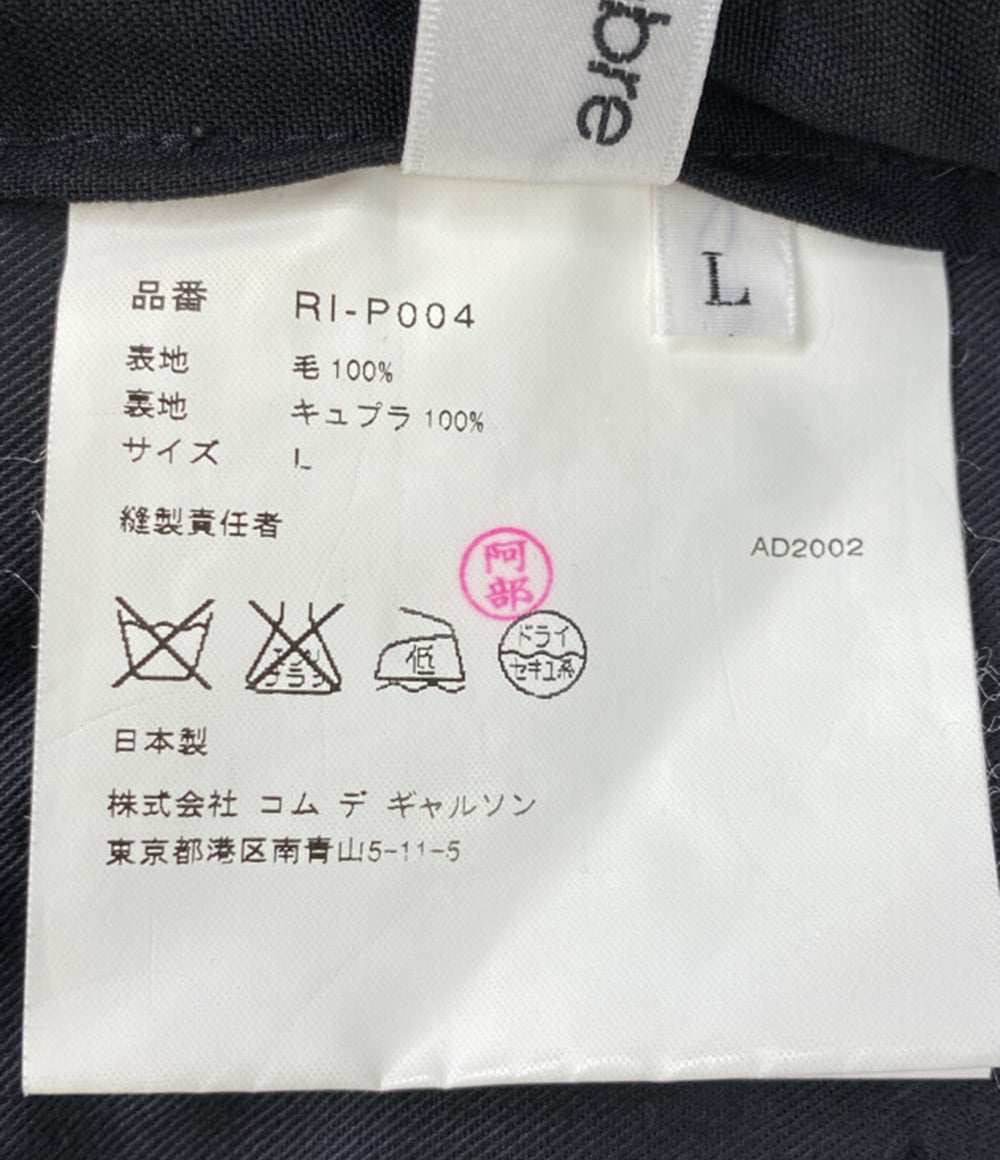 bre
L
品番 RI-P004
表地 毛 100%
裏地 キュプラ 100%
サイズ L
縫製責任者
阿部
AD2002
低
ドライ
セキユ系
日本製
株式会社 コム デ ギャルソン
東京都港区南青山5-11-5